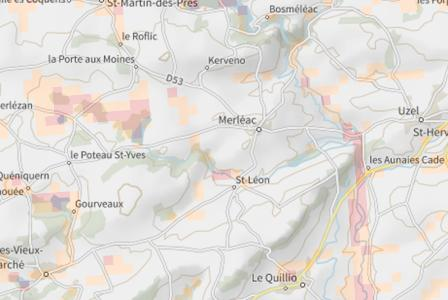 St-Martin-des-Prés
Bosméléac
le Roflic
la Porte aux Moines
Kerveno
D53
Uzel
Merléac
St-Herv
erlézan
le Poteau St-Yves
les Aunaies Cade
Quéniquern
St-Léon
ouée
Gourveaux
es-Vieux-
arché
Le Quillio